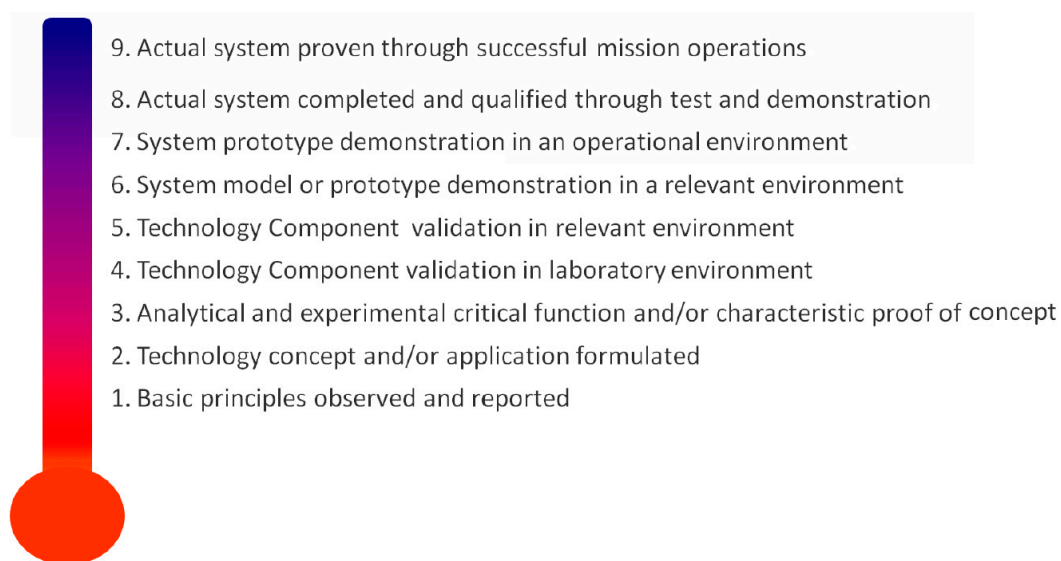 9. Actual system proven through successful mission operations
8. Actual system completed and qualified through test and demonstration
7. System prototype demonstration in an operational environment
6. System model or prototype demonstration in a relevant environment
5. Technology Component validation in relevant environment
4. Technology Component validation in laboratory environment
3. Analytical and experimental critical function and/or characteristic proof of concept
2. Technology concept and/or application formulated
1. Basic principles observed and reported